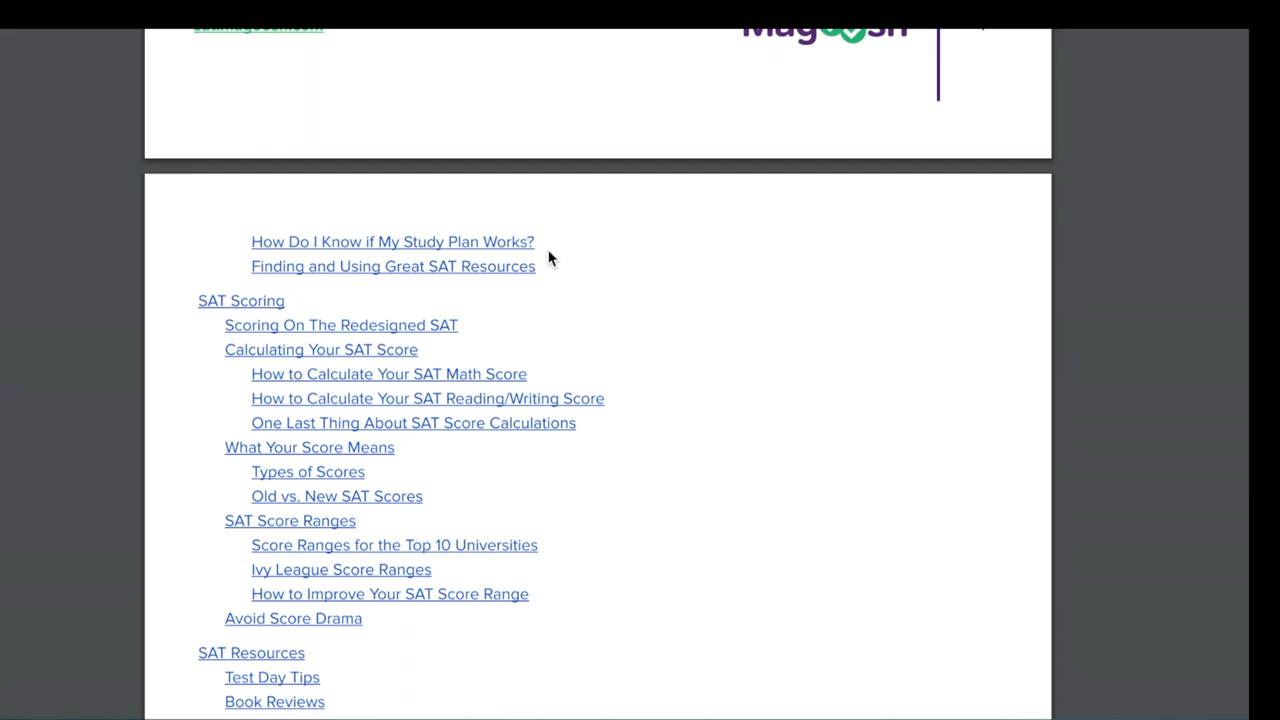 How Do I Know if My Study Plan Works?
Finding and Using Great SAT Resources
SAT Scoring
Scoring On The Redesigned SAT
Calculating Your SAT Score
How to Calculate Your SAT Math Score
How to Calculate Your SAT Reading/Writing Score
One Last Thing About SAT Score Calculations
What Your Score Means
Types of Scores
Old vs. New SAT Scores
SAT Score Ranges
Score Ranges for the Top 10 Universities
Ivy League Score Ranges
How to Improve Your SAT Score Range
Avoid Score Drama
SAT Resources
Test Day Tips
Book Reviews